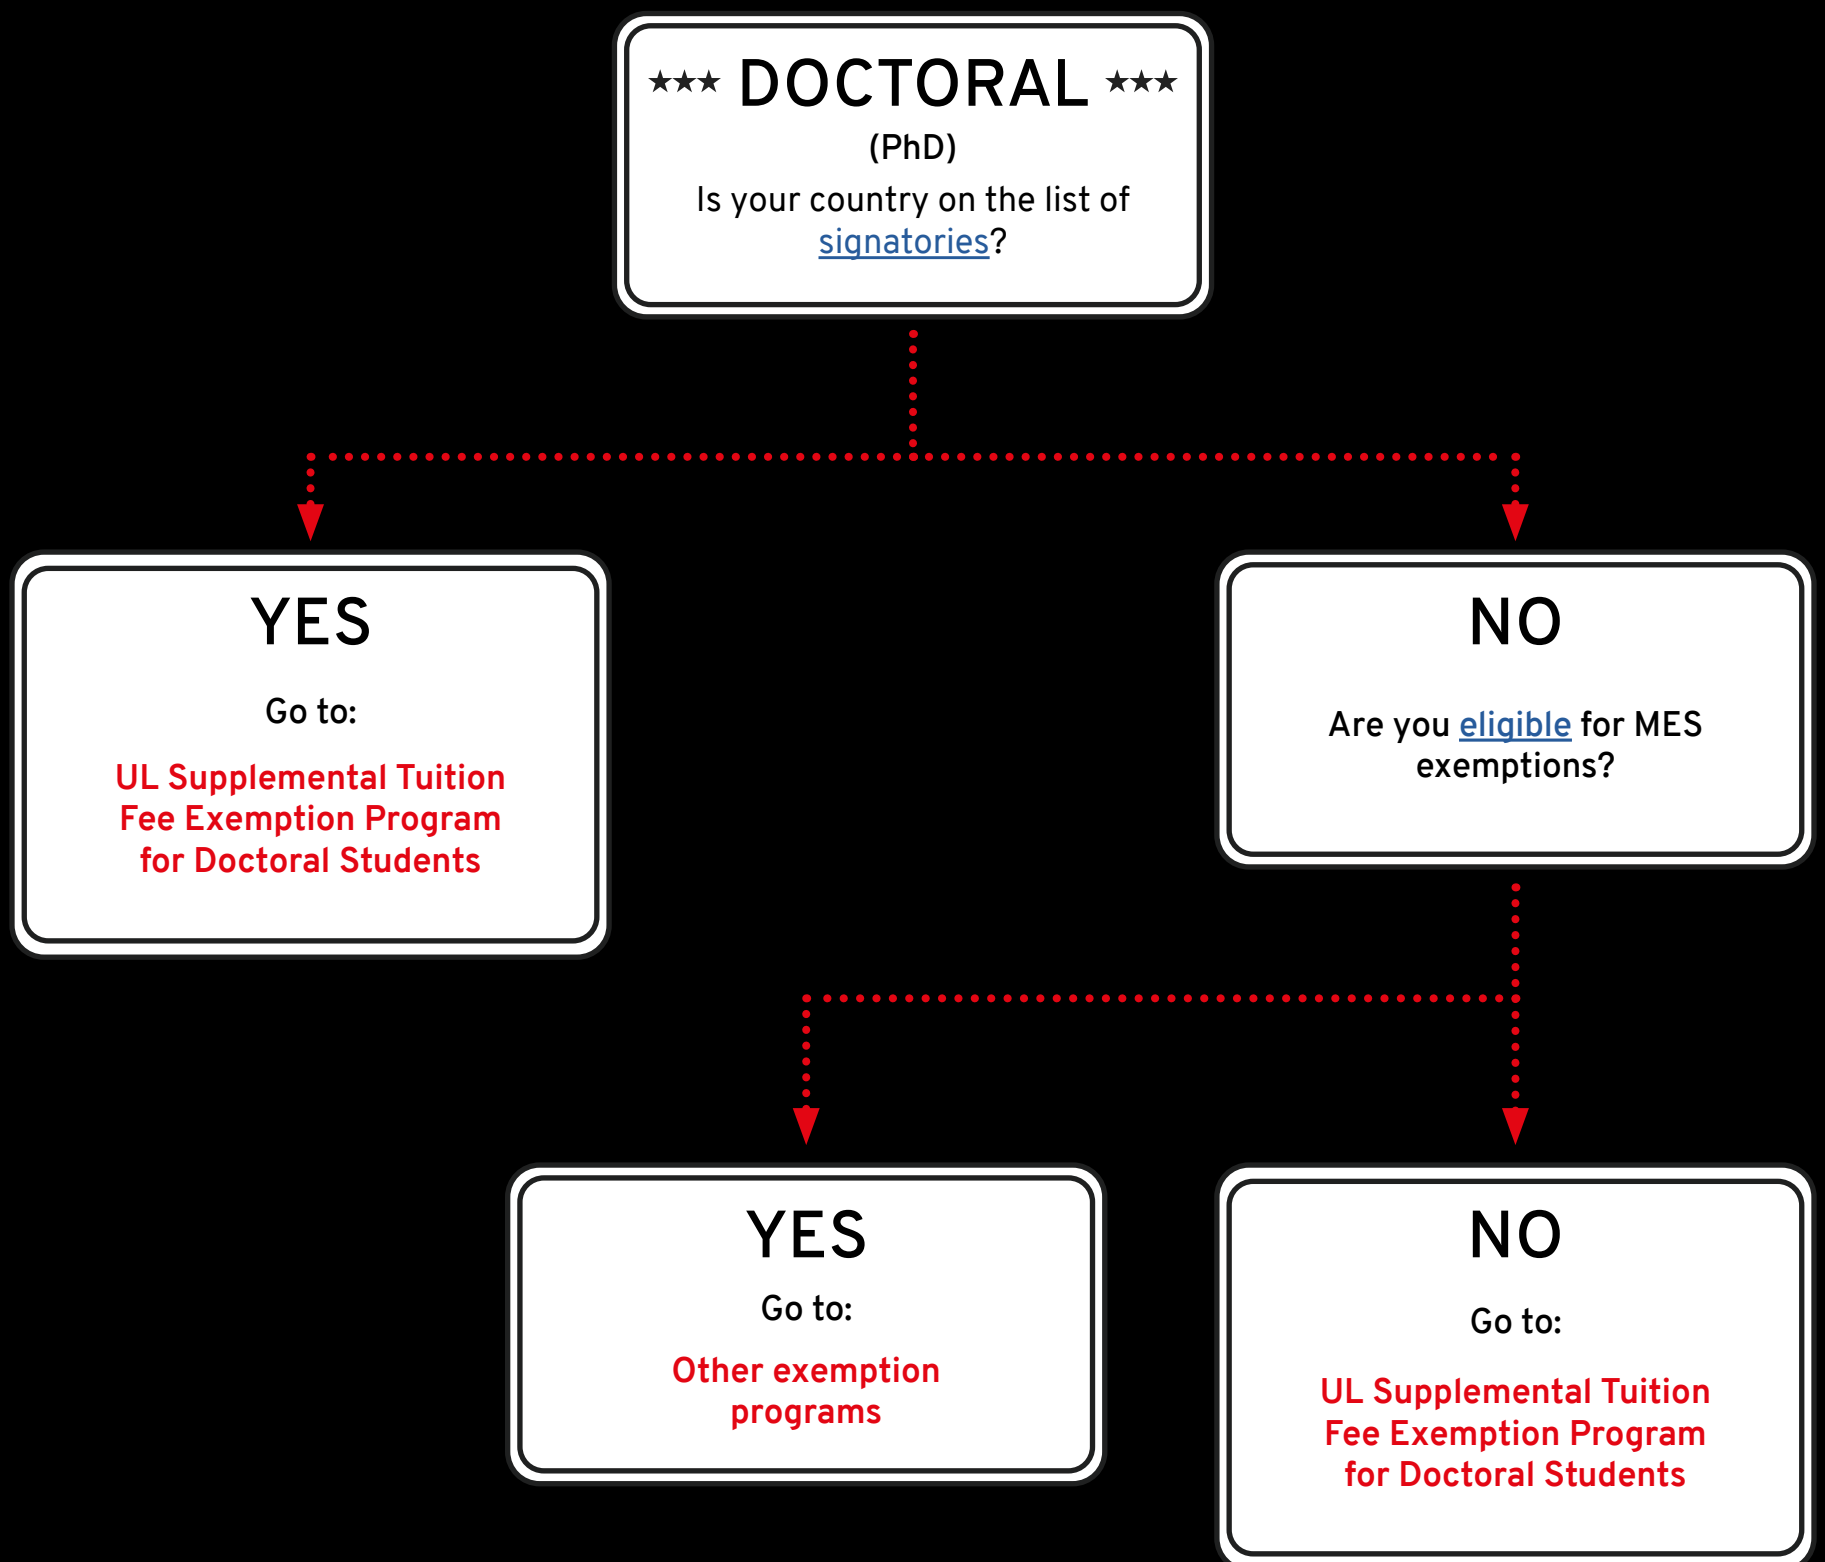 ★★★ DOCTORAL ★★★
(PhD)
Is your country on the list of
signatories?
YES
Go to:
UL Supplemental Tuition
Fee Exemption Program
for Doctoral Students
NO
Are you eligible for MES
exemptions?
YES
Go to:
Other exemption
programs
NO
Go to:
UL Supplemental Tuition
Fee Exemption Program
for Doctoral Students